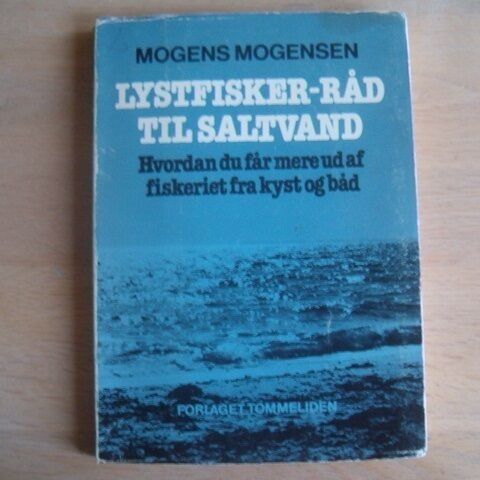 MOGENS MOGENSEN
LYSTFISKER-RÅD
TIL SALTVAND
Hvordan du får mere ud af
fiskeriet fra kyst og båd
FORLAGET TOMMELIDEN